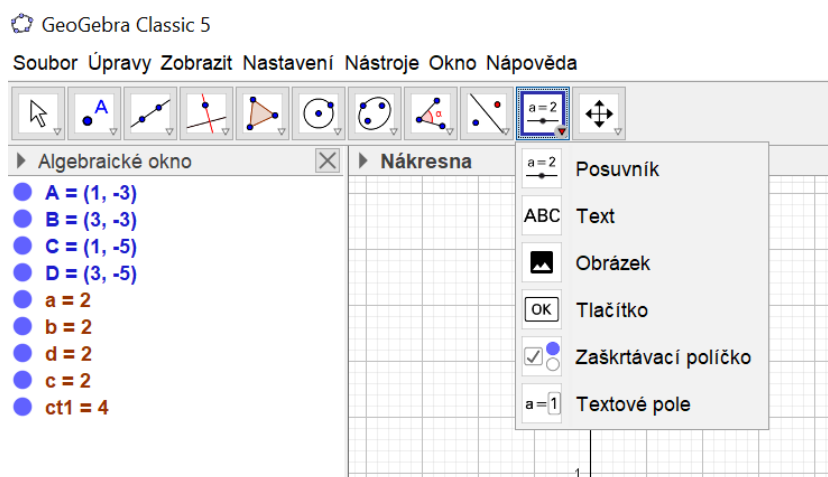 GeoGebra Classic 5
Soubor Úpravy Zobrazit Nastavení Nástroje Okno Nápověda
A
α
a=2
Algebraické okno
Nákresna
A = (1, -3)
B = (3, -3)
C = (1, -5)
D = (3, -5)
a = 2
b = 2
d = 2
c = 2
ct1 = 4
a=2 Posuvník
ABC Text
Obrázek
OK Tlačítko
Zaškrtávací políčko
a=1 Textové pole
1